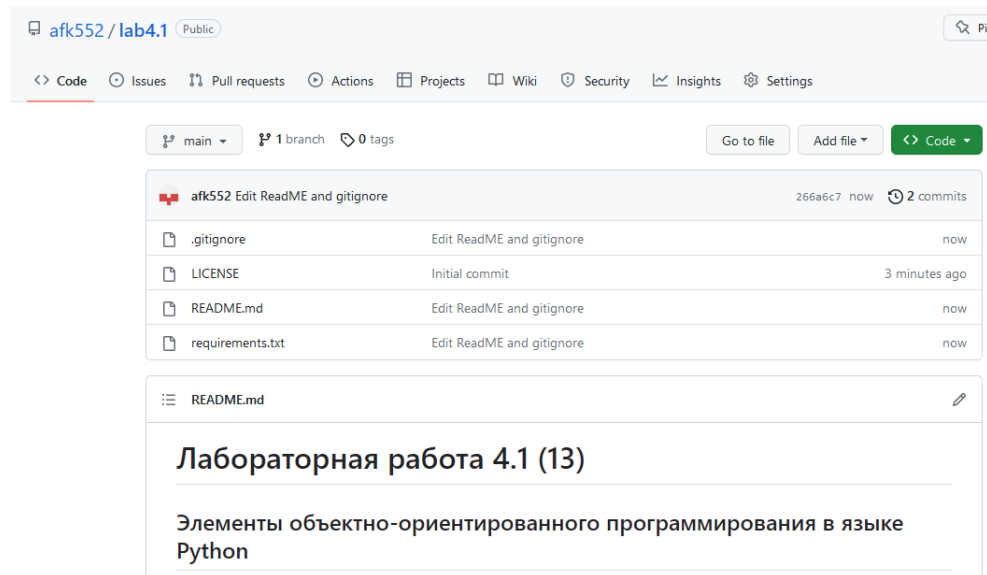 afk552 / lab4.1 Public
Code Issues Pull requests Actions Projects Wiki Security Insights Settings
main 1 branch 0 tags Go to file Add file Code
afk552 Edit ReadME and gitignore 266a6c7 now 2 commits
.gitignore Edit ReadME and gitignore now
LICENSE Initial commit 3 minutes ago
README.md Edit ReadME and gitignore now
requirements.txt Edit ReadME and gitignore now
README.md
Лабораторная работа 4.1 (13)
Элементы объектно-ориентированного программирования в языке
Python